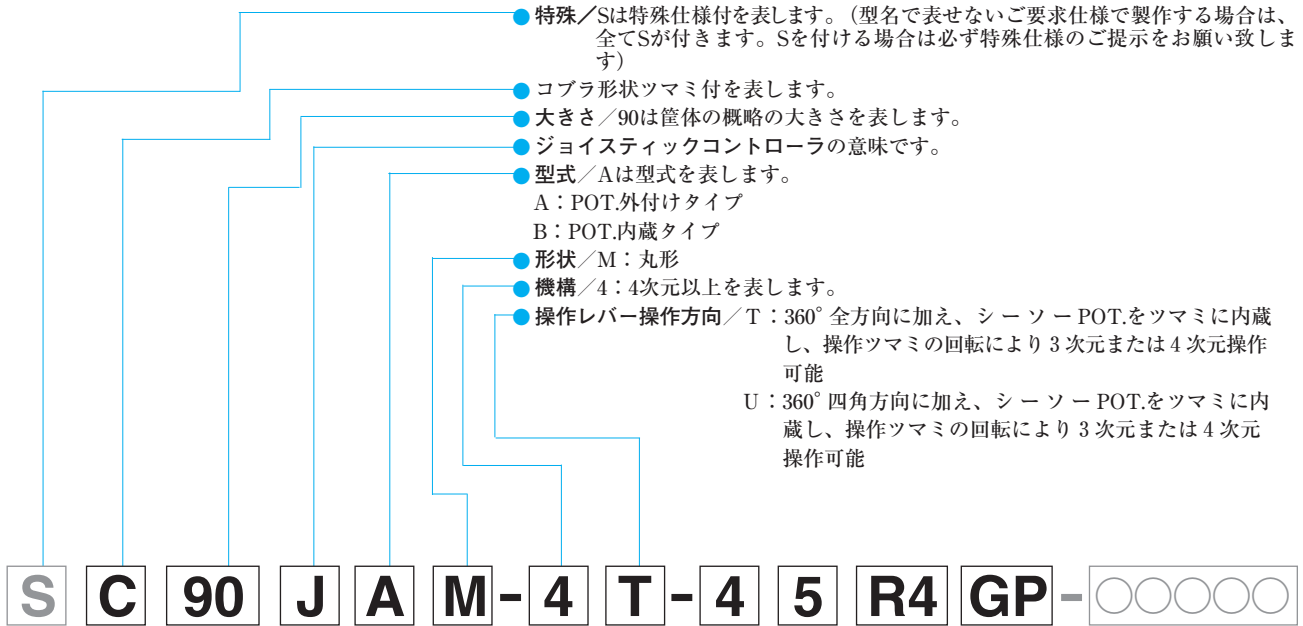 ● 特殊／Sは特殊仕様付を表します。（型名で表せないご要求仕様で製作する場合は、
全てSが付きます。Sを付ける場合は必ず特殊仕様のご提示をお願い致しま
す）
● コブラ形状ツマミ付を表します。
● 大きさ／90は筐体の概略の大きさを表します。
● ジョイスティックコントローラの意味です。
● 型式／Aは型式を表します。
A：POT.外付けタイプ
B：POT.内蔵タイプ
● 形状／M：丸形
● 機構／4：4次元以上を表します。
● 操作レバー操作方向／T：360°全方向に加え、シーソーPOT.をツマミに内蔵
し、操作ツマミの回転により3次元または4次元操作
可能
U：360°四角方向に加え、シーソーPOT.をツマミに内
蔵し、操作ツマミの回転により3次元または4次元
操作可能
S C 90 J A M-4 T-4 5 R4 GP-○○○○○